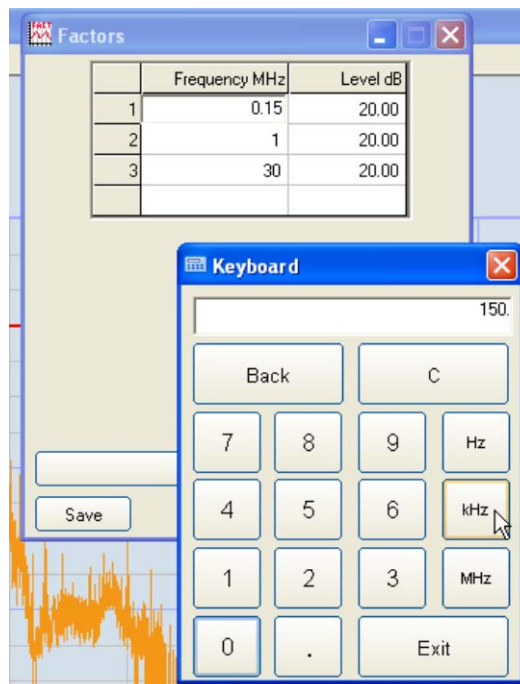 Factors
Frequency MHz Level dB
1 0.15 20.00
2 1 20.00
3 30 20.00
Keyboard
150.
Back C
7 8 9 Hz
Save 4 5 6 kHz
1 2 3 MHz
0 . Exit